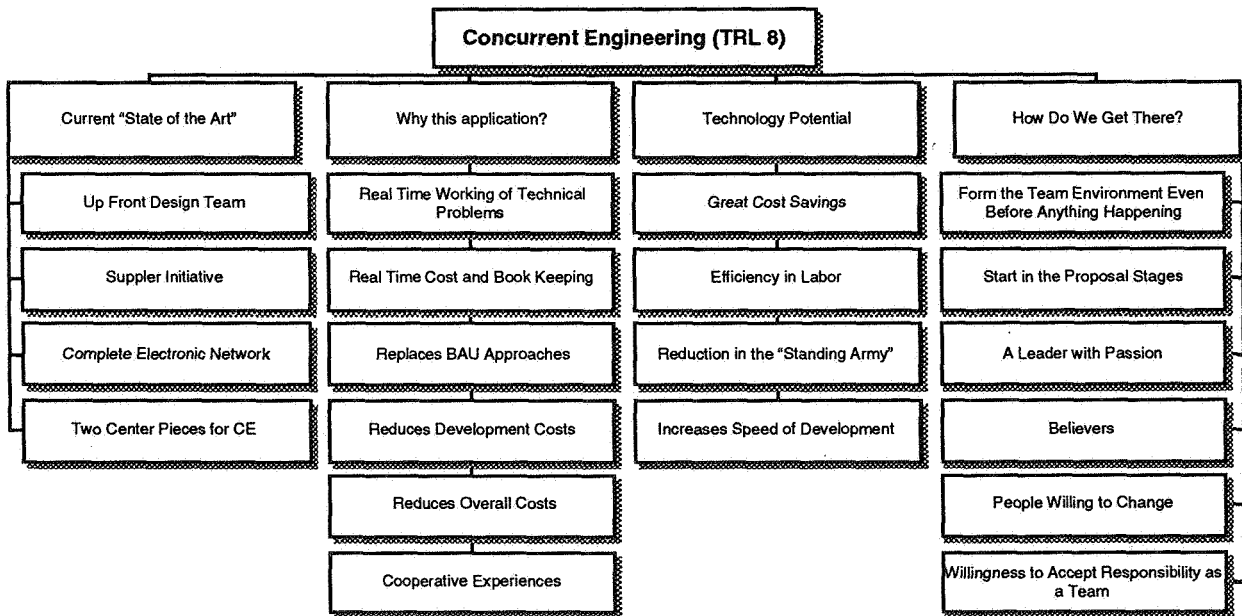 Concurrent Engineering (TRL 8)
Current "State of the Art"
Up Front Design Team
Suppler Initiative
Complete Electronic Network
Two Center Pieces for CE
Why this application?
Real Time Working of Technical
Problems
Real Time Cost and Book Keeping
Replaces BAU Approaches
Reduces Development Costs
Reduces Overall Costs
Cooperative Experiences
Technology Potential
Great Cost Savings
Efficiency in Labor
Reduction in the "Standing Army"
Increases Speed of Development
How Do We Get There?
Form the Team Environment Even
Before Anything Happening
Start in the Proposal Stages
A Leader with Passion
Believers
People Willing to Change
Willingness to Accept Responsibility as
a Team